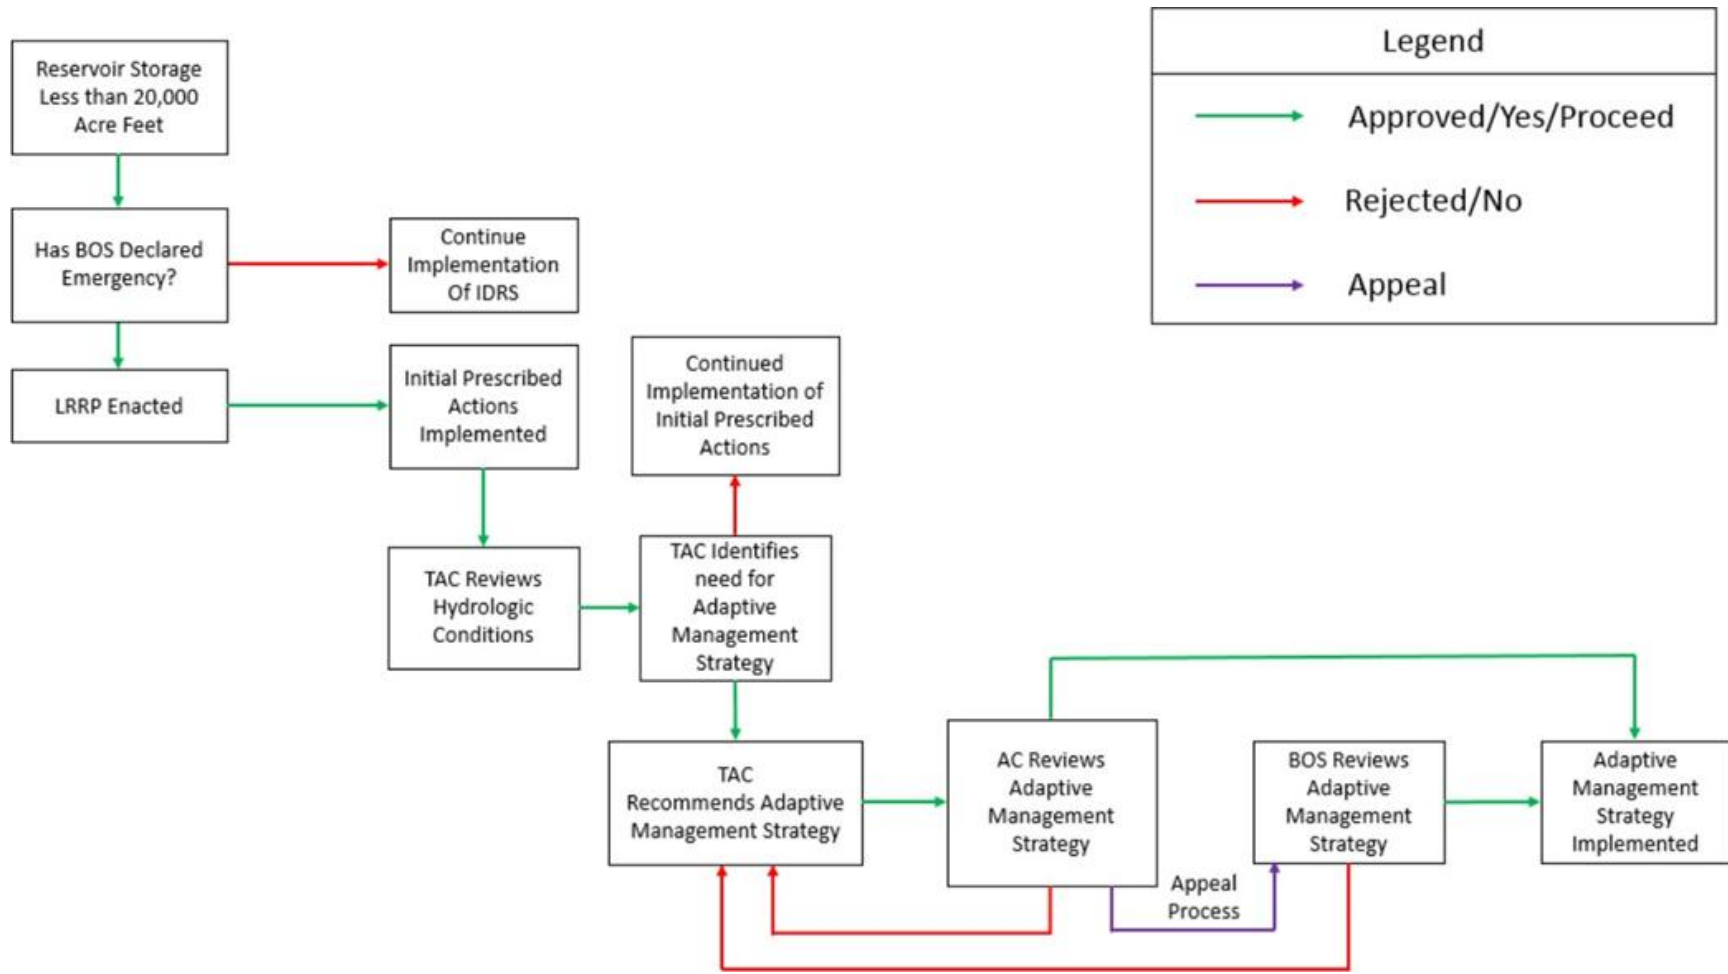 Legend
Approved/Yes/Proceed
Rejected/No
Appeal
Reservoir Storage
Less than 20,000
Acre Feet
Has BOS Declared
Emergency?
Continue
Implementation
Of IDRS
LRRP Enacted
Initial Prescribed
Actions
Implemented
Continued
Implementation of
Initial Prescribed
Actions
TAC Reviews
Hydrologic
Conditions
TAC Identifies
need for
Adaptive
Management
Strategy
TAC
Recommends Adaptive
Management Strategy
AC Reviews
Adaptive
Management
Strategy
Appeal
Process
BOS Reviews
Adaptive
Management
Strategy
Adaptive
Management
Strategy
Implemented